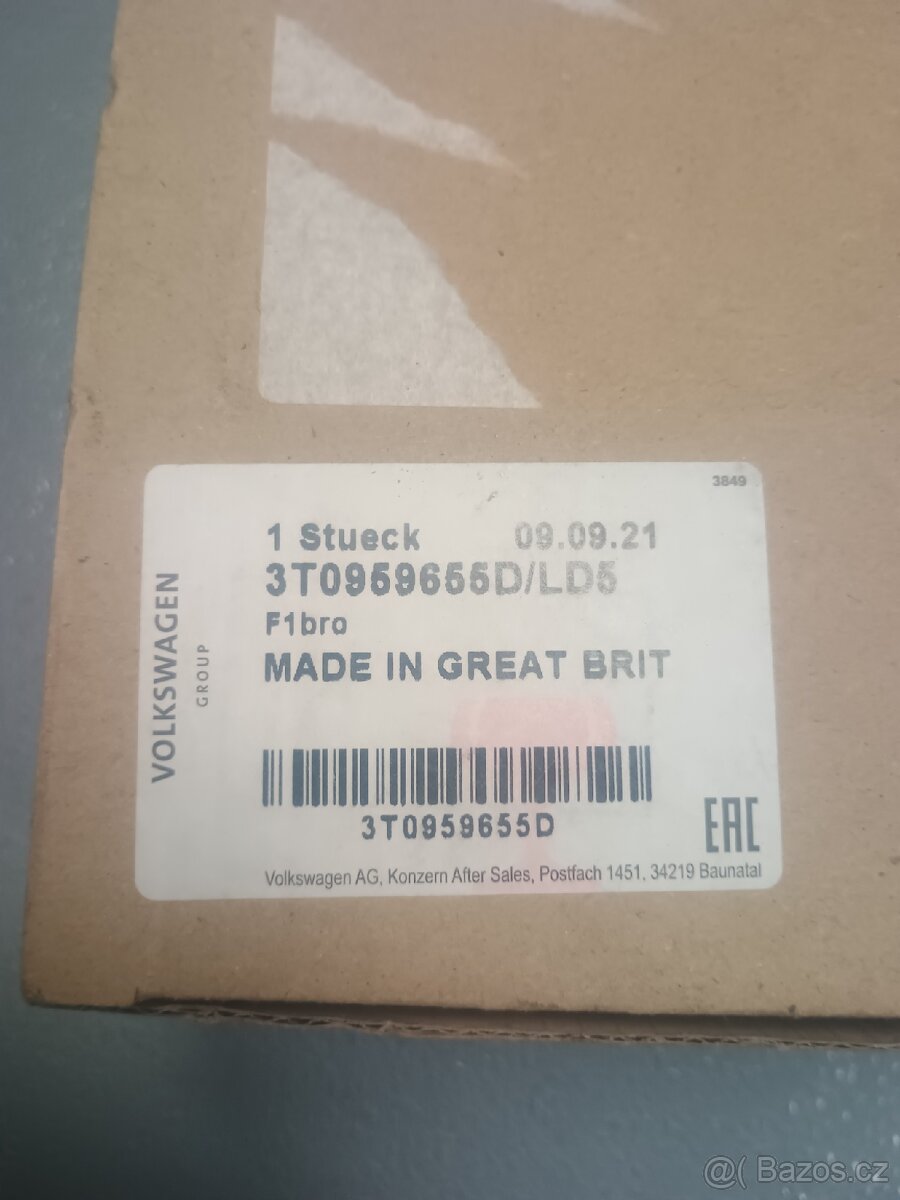 3849
1 Stueck 09.09.21
3T0959655D/LD5
F1bro
MADE IN GREAT BRIT
VOLKSWAGEN
GROUP
3T0959655D
EAC
Volkswagen AG, Konzern After Sales, Postfach 1451, 34219 Baunatal
@( Bazos.cz